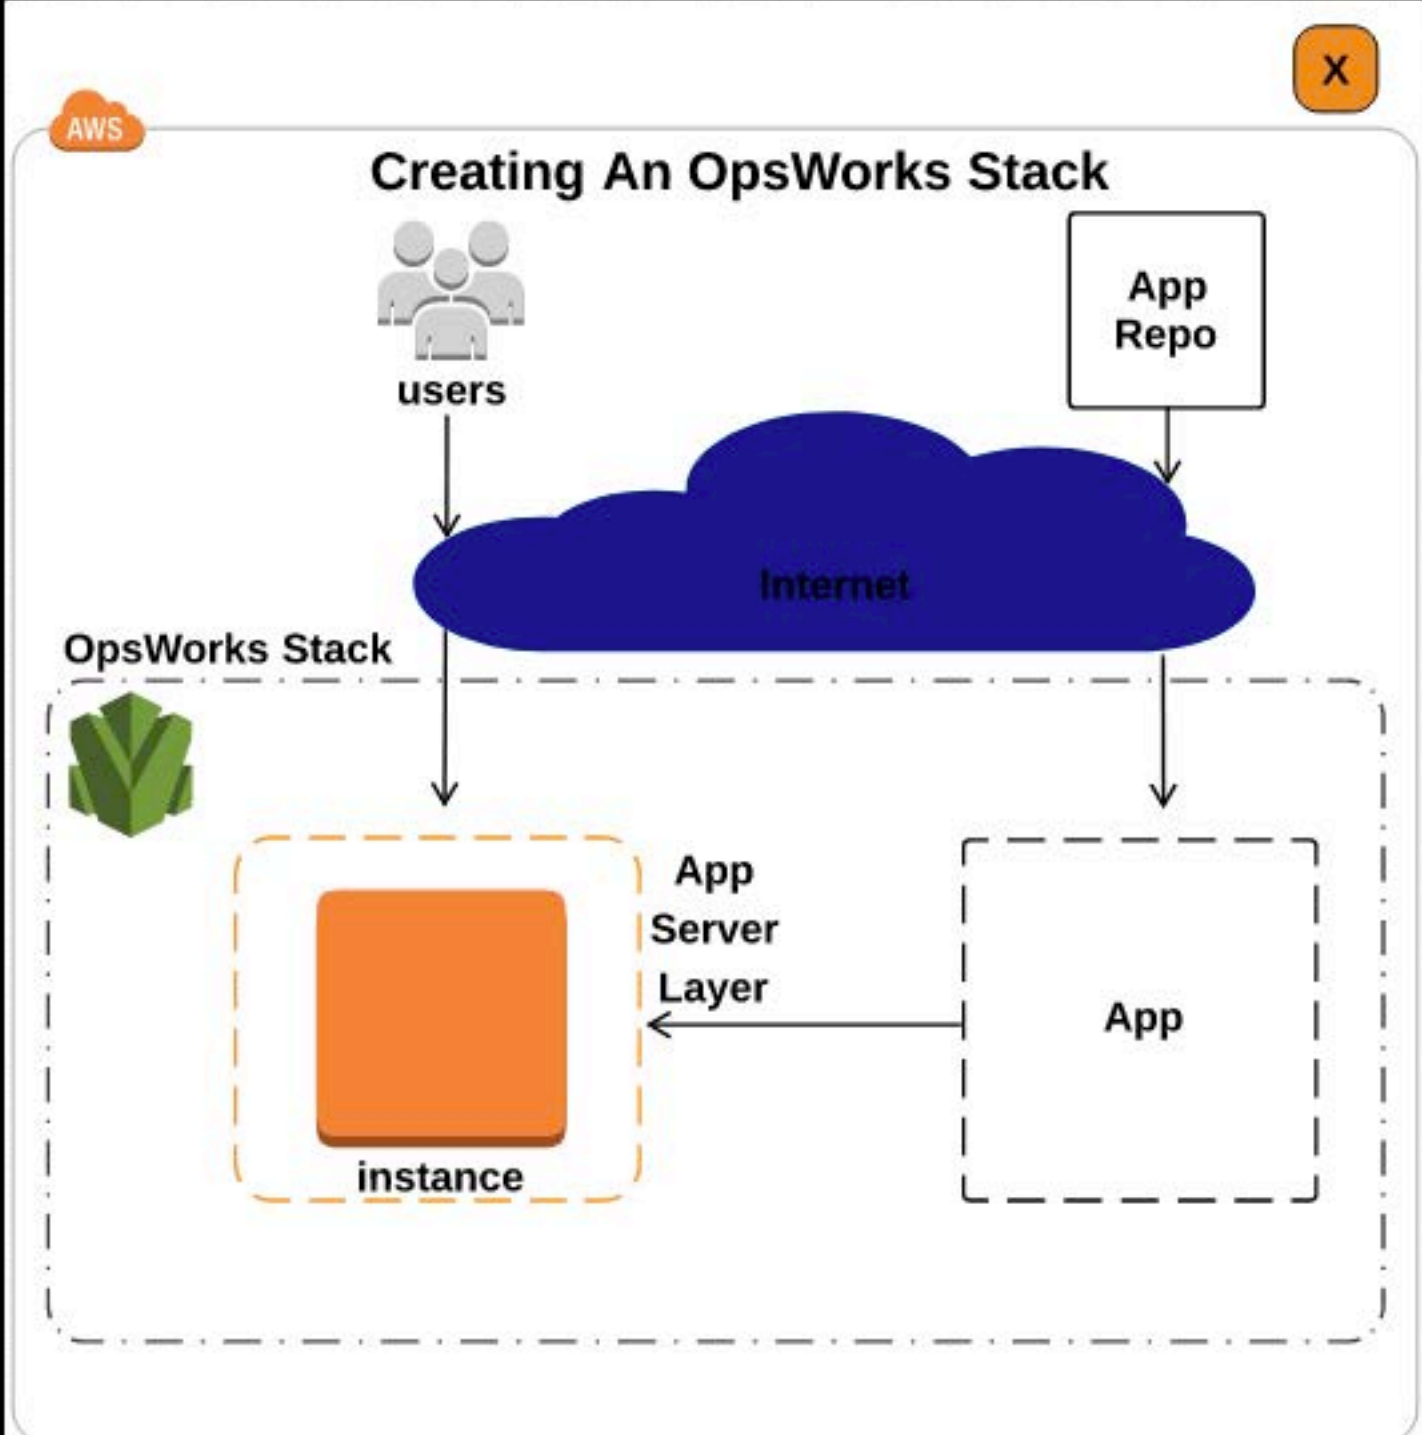 X
AWS
Creating An OpsWorks Stack
users
App
Repo
Internet
OpsWorks Stack
App
Server
Layer
App
instance